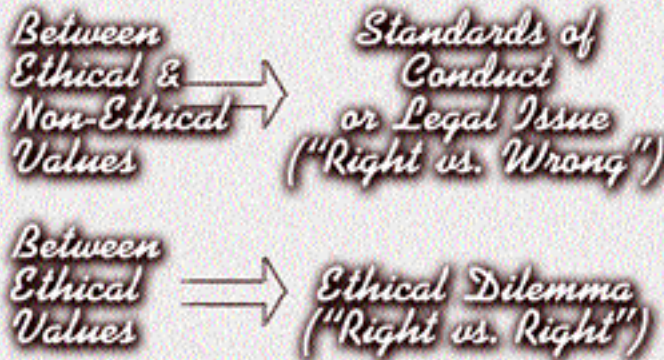 Between
Ethical &
Non-Ethical
Values
Standards of
Conduct
or Legal Issue
("Right vs. Wrong")
Between
Ethical
Values
Ethical Dilemma
("Right vs. Right")